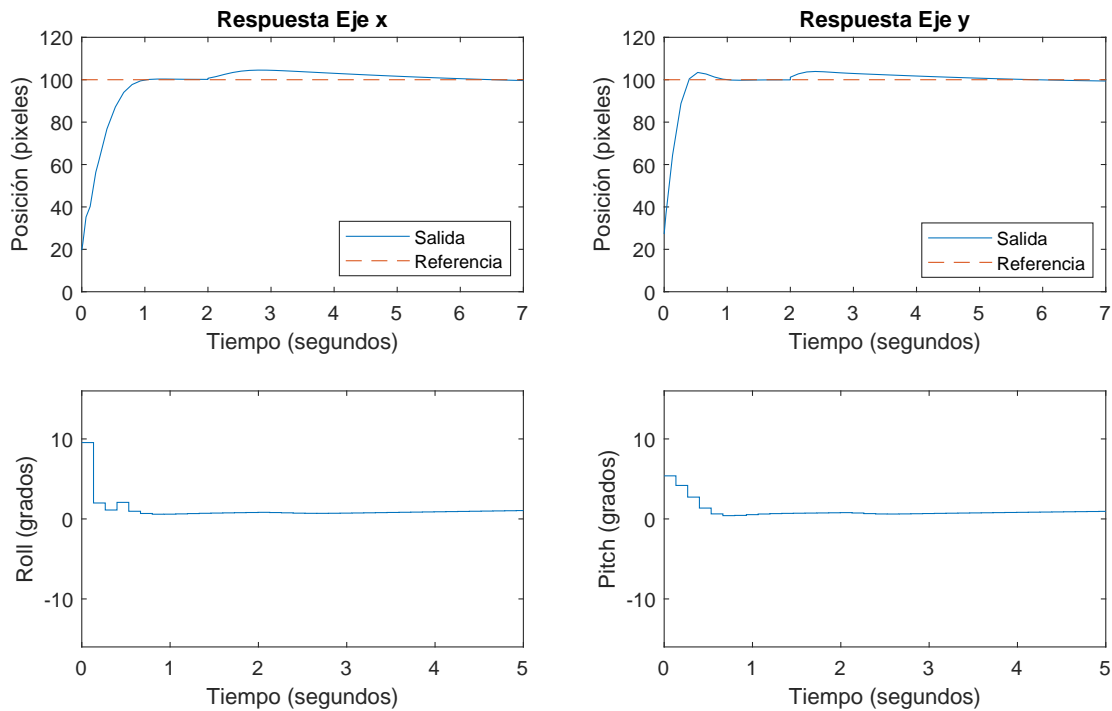 Respuesta Eje x
120
100
80
60
40
20
0
Posición (pixeles)
Salida
Referencia
0 1 2 3 4 5 6 7
Tiempo (segundos)
Respuesta Eje y
120
100
80
60
40
20
0
Posición (pixeles)
Salida
Referencia
0 1 2 3 4 5 6 7
Tiempo (segundos)
10
0
-10
Roll (grados)
0 1 2 3 4 5
Tiempo (segundos)
10
0
-10
Pitch (grados)
0 1 2 3 4 5
Tiempo (segundos)